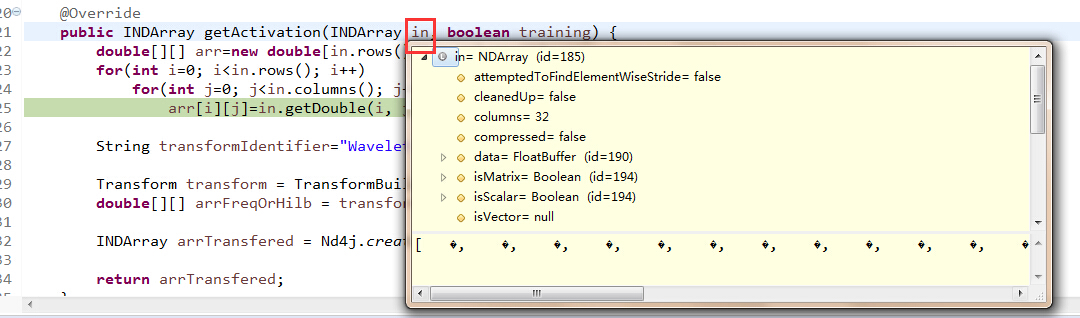 20 @Override
21 public INDArray getActivation(INDArray in, boolean training) {
22 double[][] arr=new double[in.rows()
23 for(int i=0; i<in.rows(); i++)
24 for(int j=0; j<in.columns(); j
25 arr[i][j]=in.getDouble(i,
26
27 String transformIdentifier="Wavelet
28
29 Transform transform = TransformBuil
30 double[][] arrFreqOrHilb = transfor
31
32 INDArray arrTransfered = Nd4j.creat
33
34 return arrTransfered;
in= NDArray (id=185)
attemptedToFindElementWiseStride= false
cleanedUp= false
columns= 32
compressed= false
data= FloatBuffer (id=190)
isMatrix= Boolean (id=194)
isScalar= Boolean (id=194)
isVector= null
[ �, �, �, �, �, �, �, �, �, �, �, �